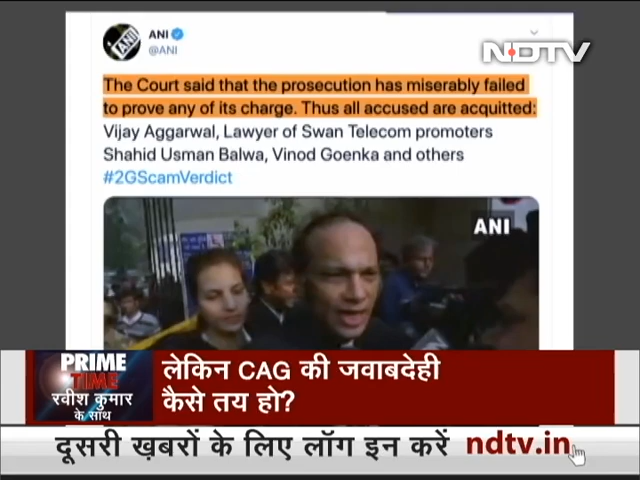 ANI
ANI
@ANI
NDTV
The Court said that the prosecution has miserably failed
to prove any of its charge. Thus all accused are acquitted:
Vijay Aggarwal, Lawyer of Swan Telecom promoters
Shahid Usman Balwa, Vinod Goenka and others
#2GScamVerdict
ANI
PRIME
TIME
रवीश कुमार
के साथ
लेकिन CAG की जवाबदेही
कैसे तय हो?
दूसरी ख़बरों के लिए लॉग इन करें ndtv.in